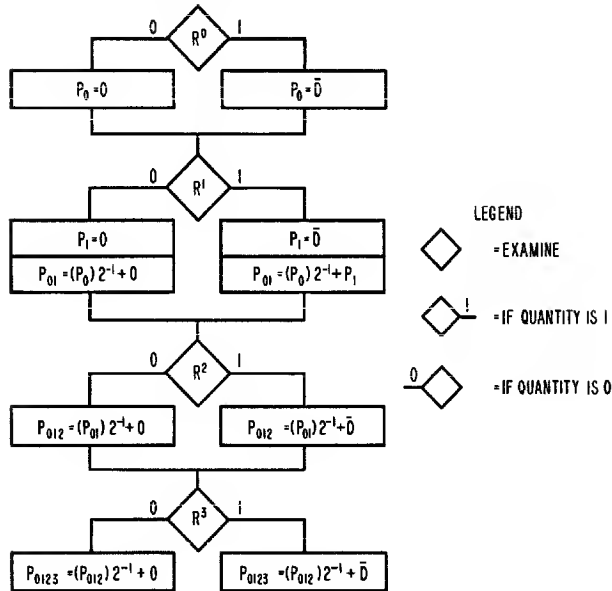 0 R⁰ 1
P₀=0
P₀=D̄
0 R¹ 1
P₁=0
P₁=D̄
P₀₁=(P₀)2⁻¹+0
P₀₁=(P₀)2⁻¹+P₁
0 R² 1
P₀₁₂=(P₀₁)2⁻¹+0
P₀₁₂=(P₀₁)2⁻¹+D̄
0 R³ 1
P₀₁₂₃=(P₀₁₂)2⁻¹+0
P₀₁₂₃=(P₀₁₂)2⁻¹+D̄
LEGEND
=EXAMINE
1 =IF QUANTITY IS 1
0 =IF QUANTITY IS 0